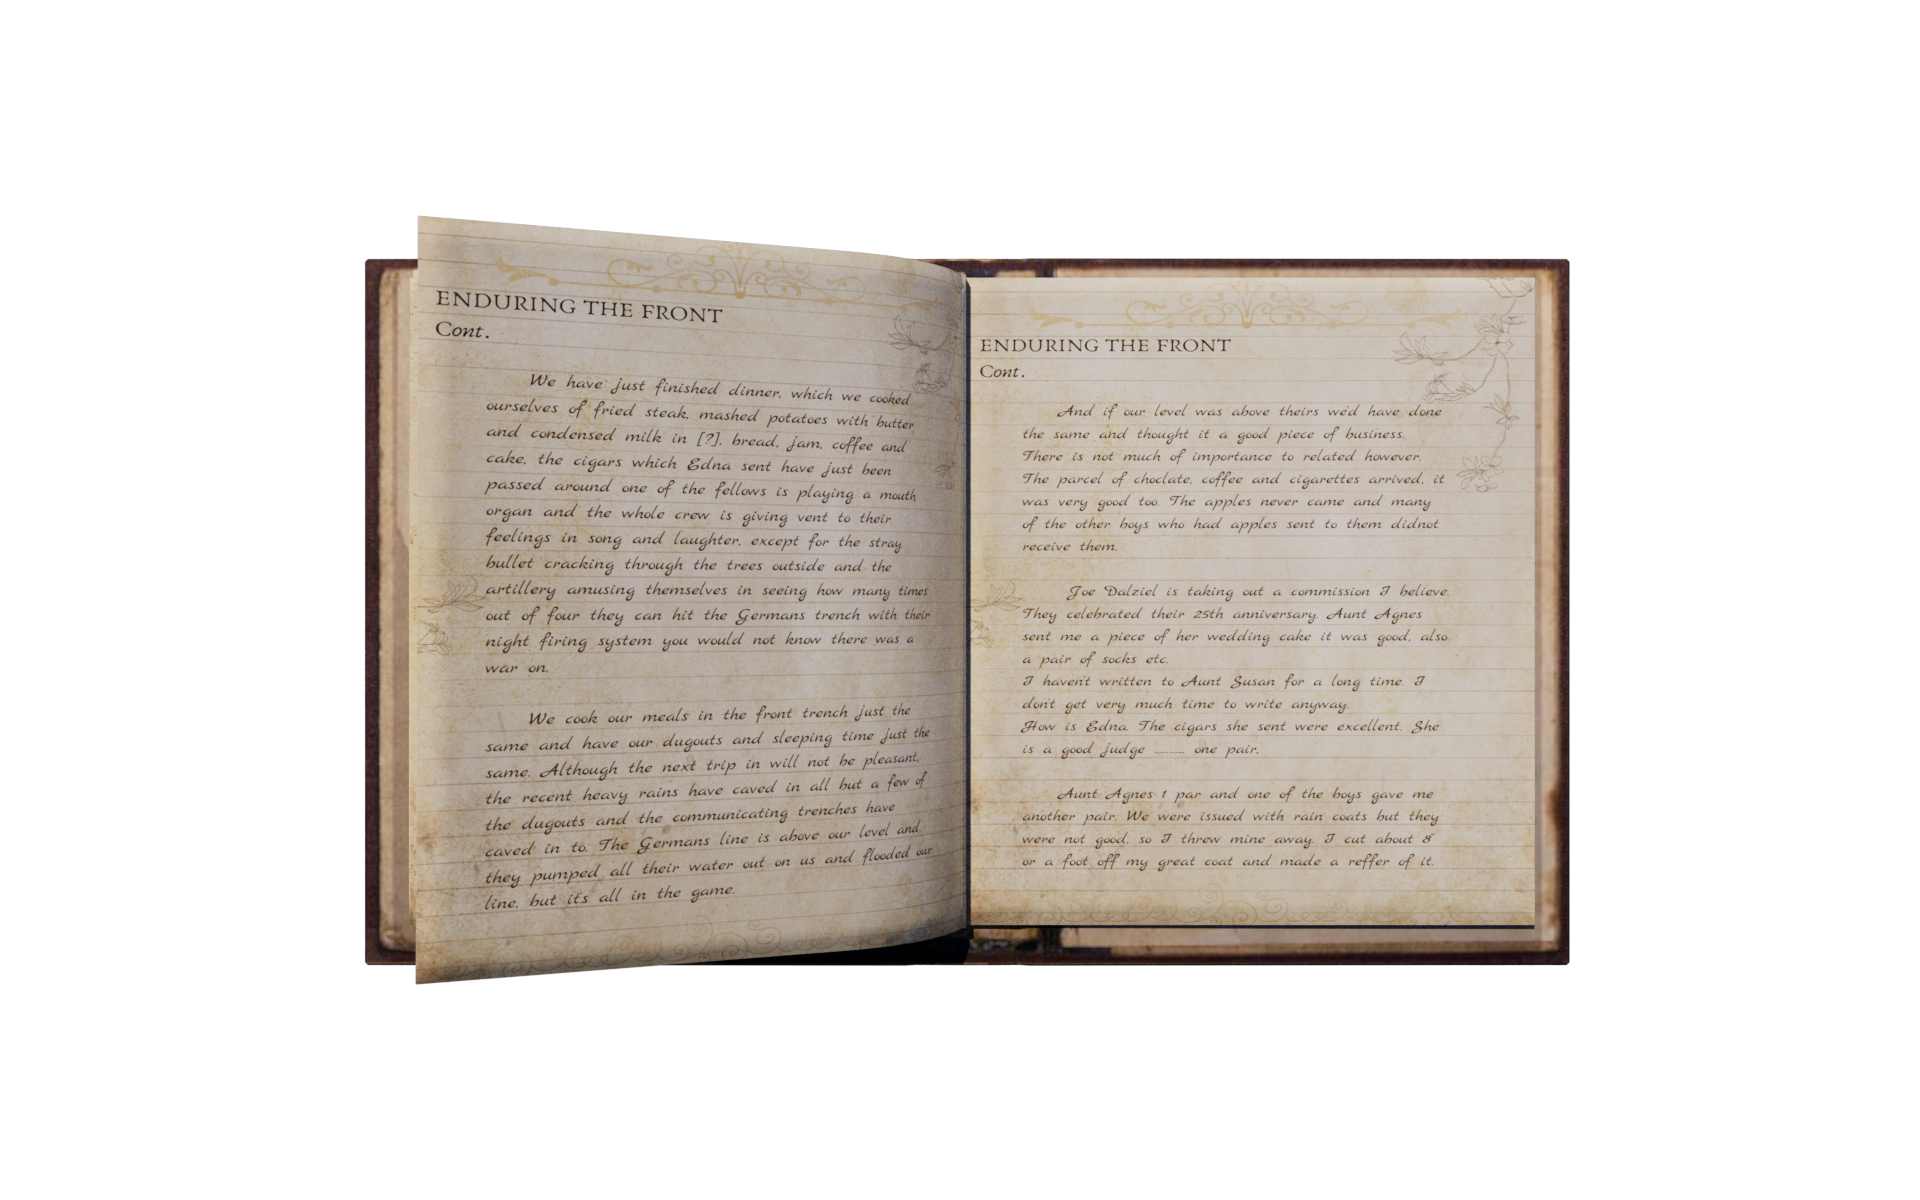 ENDURING THE FRONT
Cont.
We have just finished dinner, which we cooked
ourselves of fried steak, mashed potatoes with butter
and condensed milk in [?], bread, jam, coffee and
cake, the cigars which Edna sent have just been
passed around one of the fellows is playing a mouth
organ and the whole crew is giving vent to their
feelings in song and laughter, except for the stray
bullet cracking through the trees outside and the
artillery amusing themselves in seeing how many times
out of four they can hit the Germans trench with their
night firing system you would not know there was a
war on.
We cook our meals in the front trench just the
same and have our dugouts and sleeping time just the
same. Although the next trip in will not be pleasant,
the recent heavy rains have caved in all but a few of
the dugouts and the communicating trenches have
caved in to. The Germans line is above our level and
they pumped all their water out on us and flooded our
line, but it's all in the game.
ENDURING THE FRONT
Cont.
And if our level was above theirs we'd have done
the same and thought it a good piece of business.
There is not much of importance to related however.
The parcel of choclate, coffee and cigarettes arrived, it
was very good too. The apples never came and many
of the other boys who had apples sent to them didnot
receive them.
Joe Dalziel is taking out a commission I believe.
They celebrated their 25th anniversary. Aunt Agnes
sent me a piece of her wedding cake it was good, also
a pair of socks etc.
I haven't written to Aunt Susan for a long time. I
don't get very much time to write anyway.
How is Edna. The cigars she sent were excellent. She
is a good judge .......... one pair,
Aunt Agnes 1 par and one of the boys gave me
another pair. We were issued with rain coats but they
were not good, so I threw mine away. I cut about 8"
or a foot off my great coat and made a reffer of it.